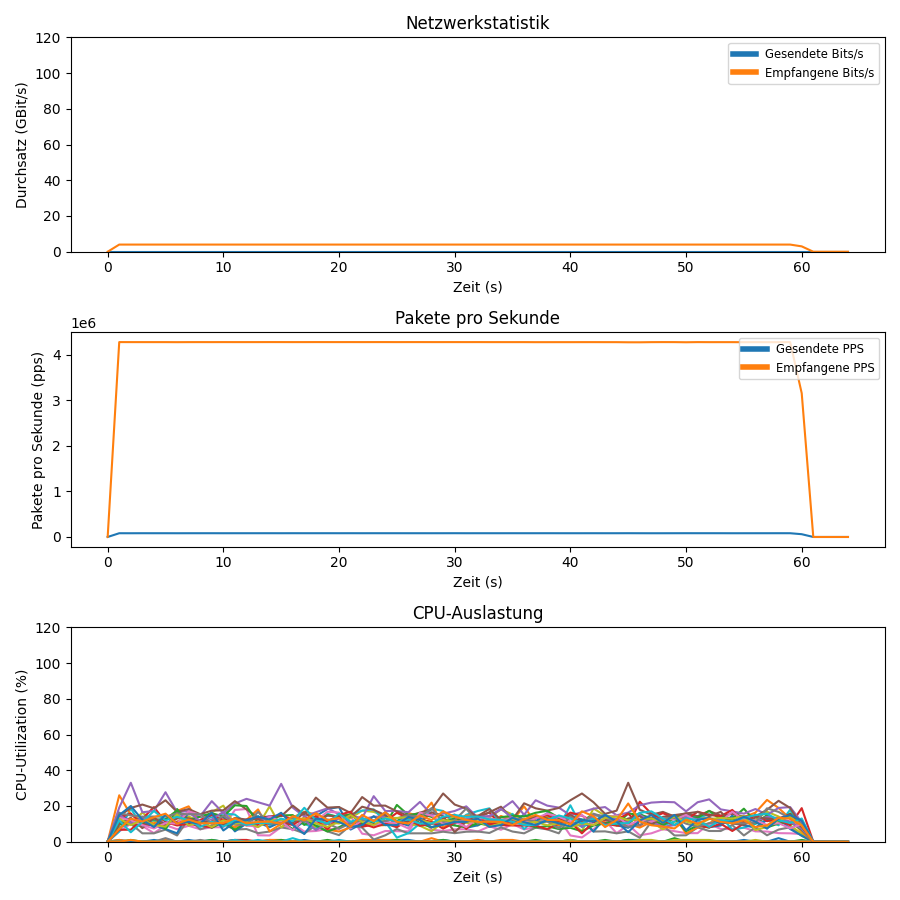 Netzwerkstatistik
120
100
80
60
40
20
0
Durchsatz (GBit/s)
Gesendete Bits/s
Empfangene Bits/s
0 10 20 30 40 50 60
Zeit (s)
Pakete pro Sekunde
1e6
4
3
2
1
0
Pakete pro Sekunde (pps)
Gesendete PPS
Empfangene PPS
0 10 20 30 40 50 60
Zeit (s)
CPU-Auslastung
120
100
80
60
40
20
0
CPU-Utilization (%)
0 10 20 30 40 50 60
Zeit (s)